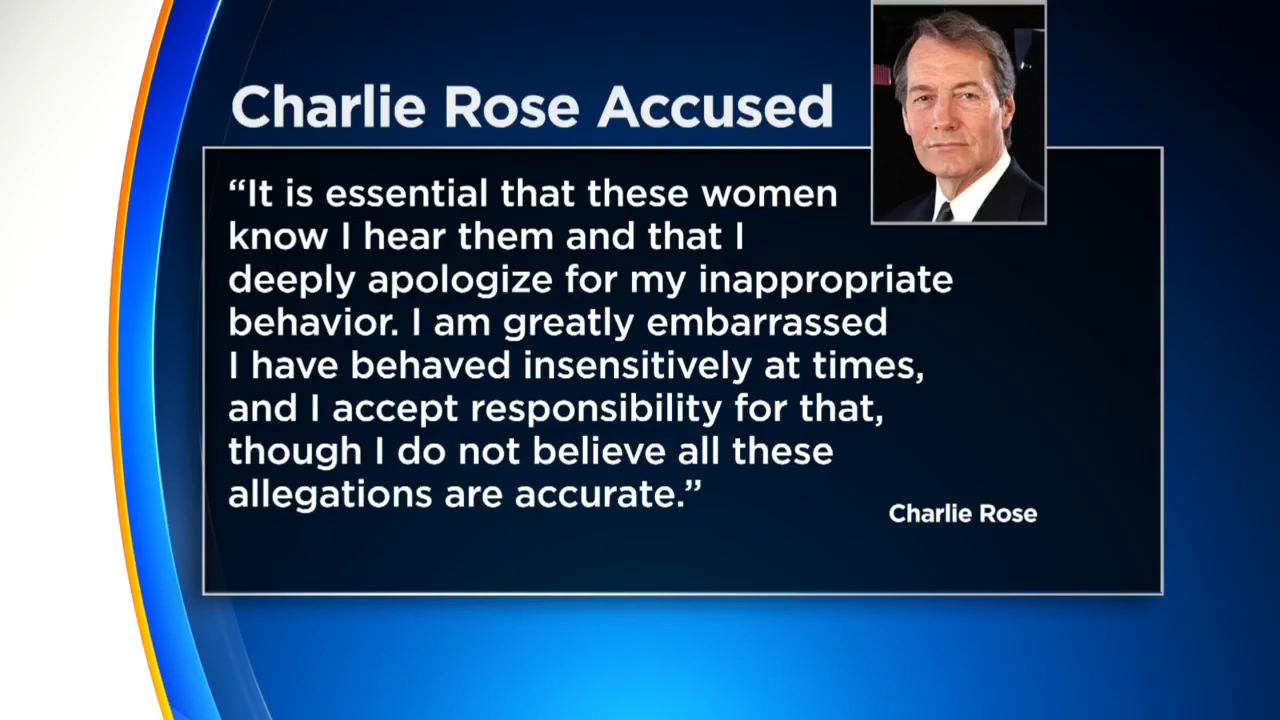 Charlie Rose Accused
“It is essential that these women
know I hear them and that I
deeply apologize for my inappropriate
behavior. I am greatly embarrassed
I have behaved insensitively at times,
and I accept responsibility for that,
though I do not believe all these
allegations are accurate.”
Charlie Rose